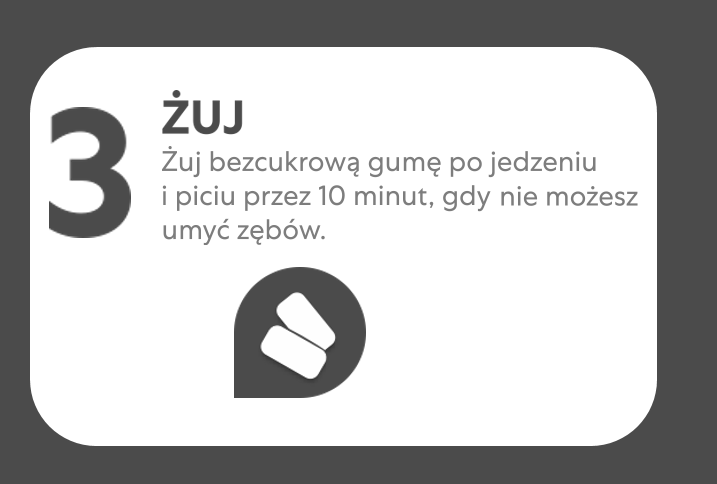 3
ŻUJ
Żuj bezcukrową gumę po jedzeniu
i piciu przez 10 minut, gdy nie możesz
umyć zębów.